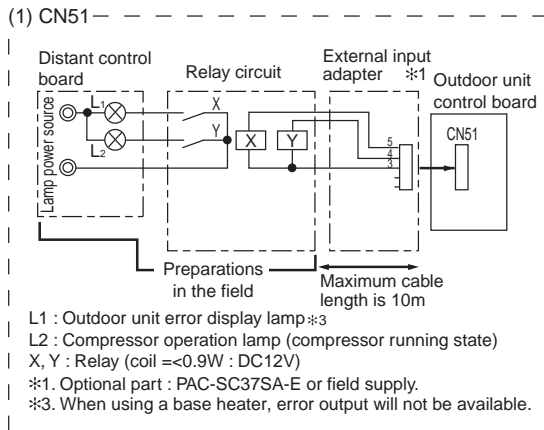 (1) CN51
Distant control
board
Relay circuit
External input
adapter ✻1
Outdoor unit
control board
Lamp power source
L1
L2
X
Y
X
Y
5
4
3
CN51
Preparations
in the field
Maximum cable
length is 10m
L1 : Outdoor unit error display lamp✻3
L2 : Compressor operation lamp (compressor running state)
X, Y : Relay (coil =<0.9W : DC12V)
✻1. Optional part : PAC-SC37SA-E or field supply.
✻3. When using a base heater, error output will not be available.